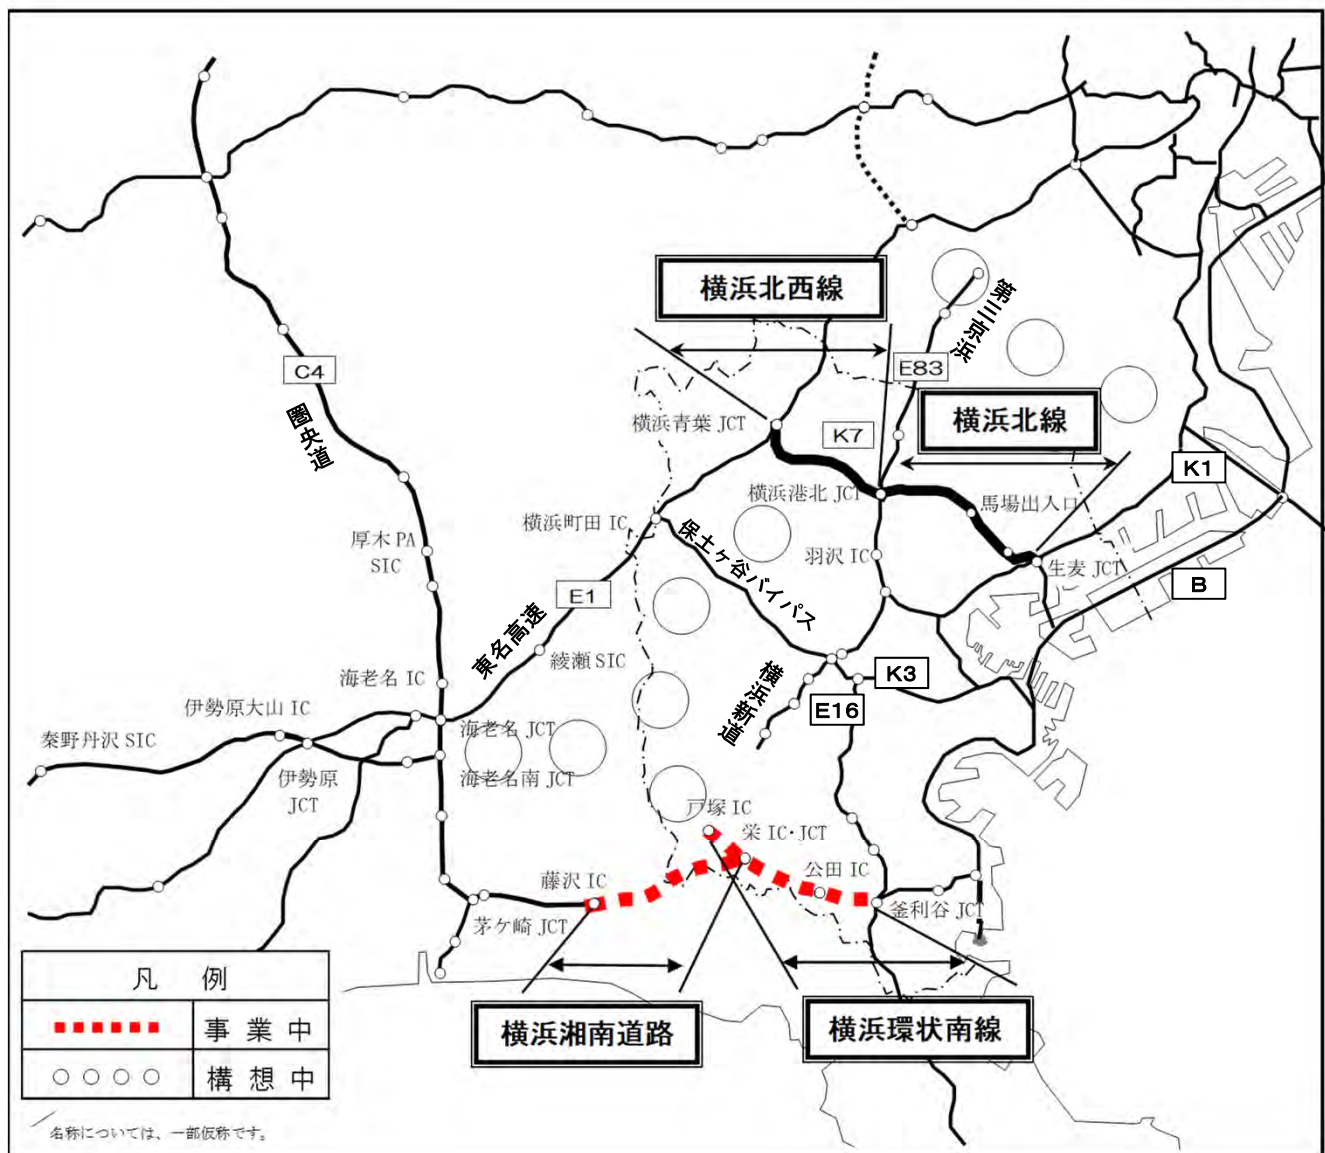 横浜北西線
第三京浜
E83
C4
圏央道
横浜北線
横浜青葉 JCT
K7
K1
横浜港北 JCT
馬場出入口
横浜町田 IC
保土ヶ谷バイパス
厚木 PA
SIC
羽沢 IC
生麦 JCT
B
E1
東名高速
綾瀬 SIC
海老名 IC
横浜新道
K3
E16
伊勢原大山 IC
秦野丹沢 SIC
海老名 JCT
伊勢原
JCT
海老名南 JCT
戸塚 IC
栄 IC・JCT
公田 IC
藤沢 IC
釜利谷 JCT
茅ケ崎 JCT
凡 例
事 業 中
構 想 中
横浜湘南道路
横浜環状南線
名称については、一部仮称です。